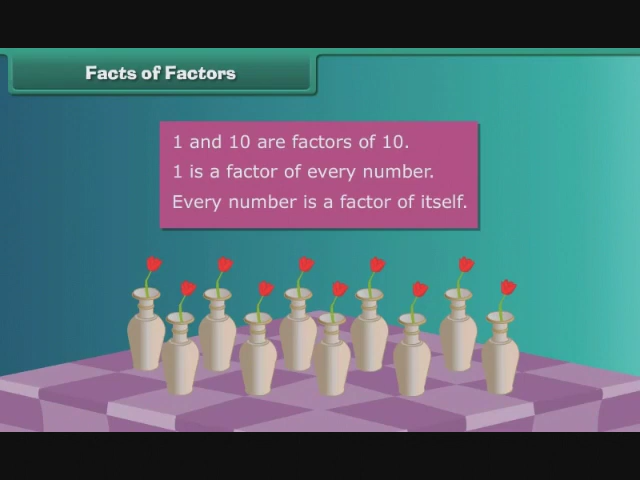 Facts of Factors
1 and 10 are factors of 10.
1 is a factor of every number.
Every number is a factor of itself.